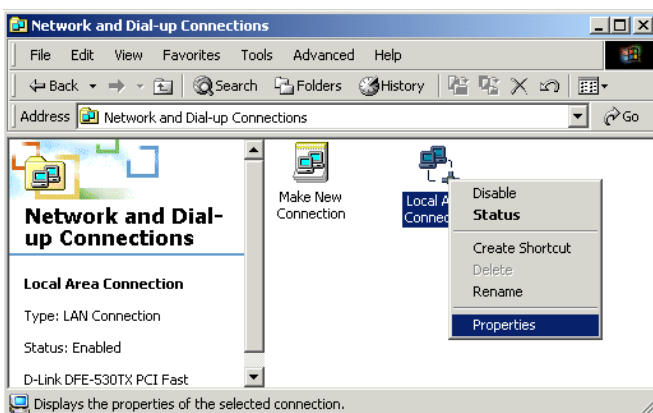 Network and Dial-up Connections
File Edit View Favorites Tools Advanced Help
Back Search Folders History
Address Network and Dial-up Connections Go
Network and Dial-
up Connections
Local Area Connection
Type: LAN Connection
Status: Enabled
D-Link DFE-530TX PCI Fast
Make New
Connection
Local A
Connec
Disable
Status
Create Shortcut
Delete
Rename
Properties
Displays the properties of the selected connection.